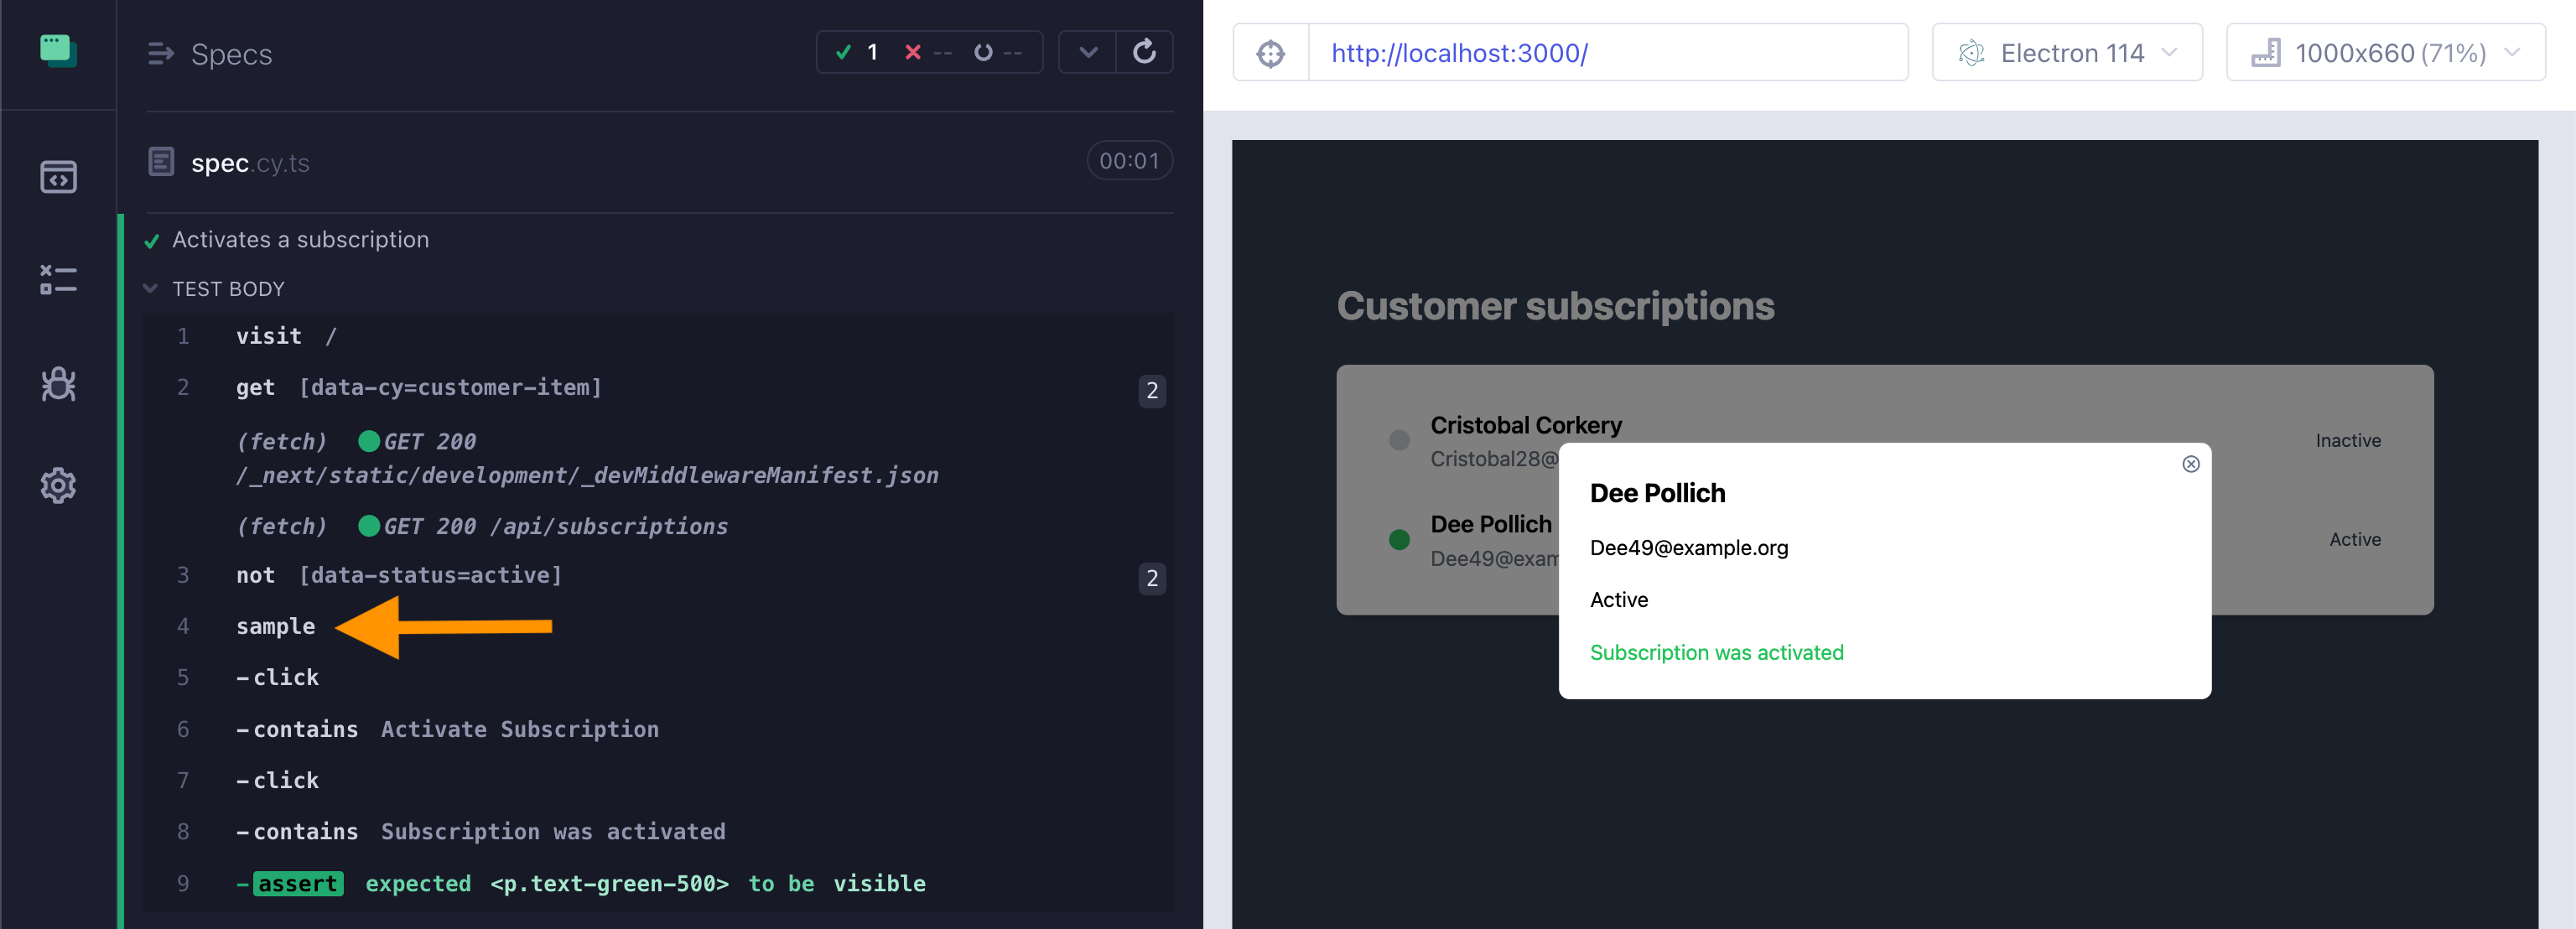 Specs
1 -- --
spec.cy.ts
00:01
Activates a subscription
TEST BODY
1 visit /
2 get [data-cy=customer-item] 2
(fetch) GET 200
/_next/static/development/_devMiddlewareManifest.json
(fetch) GET 200 /api/subscriptions
3 not [data-status=active] 2
4 sample
5 -click
6 -contains Activate Subscription
7 -click
8 -contains Subscription was activated
9 -assert expected <p.text-green-500> to be visible
http://localhost:3000/
Electron 114
1000x660 (71%)
Customer subscriptions
Cristobal Corkery
Cristobal28@
Inactive
Dee Pollich
Dee49@exam
Active
Dee Pollich
Dee49@example.org
Active
Subscription was activated